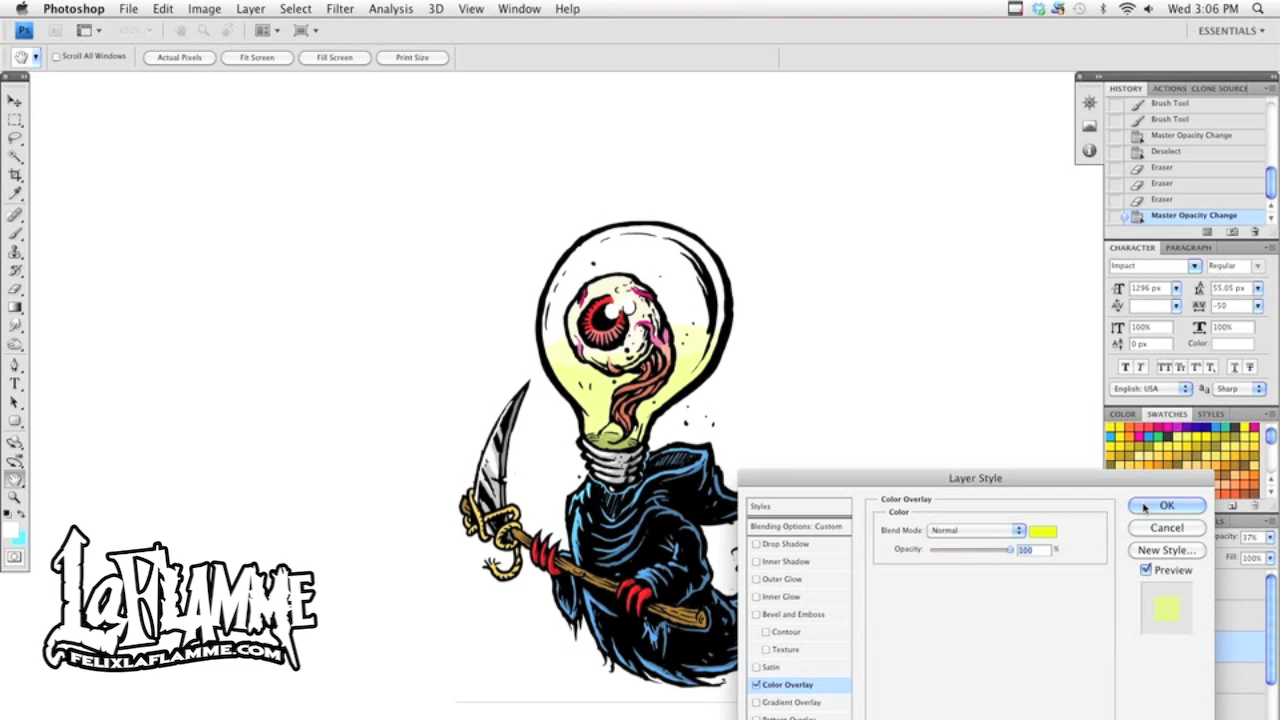 Photoshop File Edit Image Layer Select Filter Analysis 3D View Window Help Wed 3:06 PM
Ps 100% ESSENTIALS
Scroll All Windows Actual Pixels Fit Screen Fill Screen Print Size
HISTORY ACTIONS CLONE SOURCE
Brush Tool
Brush Tool
Master Opacity Change
Deselect
Eraser
Eraser
Eraser
Master Opacity Change
CHARACTER PARAGRAPH
Impact Regular
1296 px 55.05 px
-50
100% 100%
0 px Color:
English: USA Sharp
COLOR SWATCHES STYLES
Layer Style
Styles
Blending Options: Custom
Drop Shadow
Inner Shadow
Outer Glow
Inner Glow
Bevel and Emboss
Contour
Texture
Satin
Color Overlay
Gradient Overlay
Pattern Overlay
Color Overlay
Color
Blend Mode: Normal
Opacity: 100 %
OK
Cancel
New Style...
Preview
37%
Fill: 100%
LaFLAMME
FELIXLAFLAMME.COM